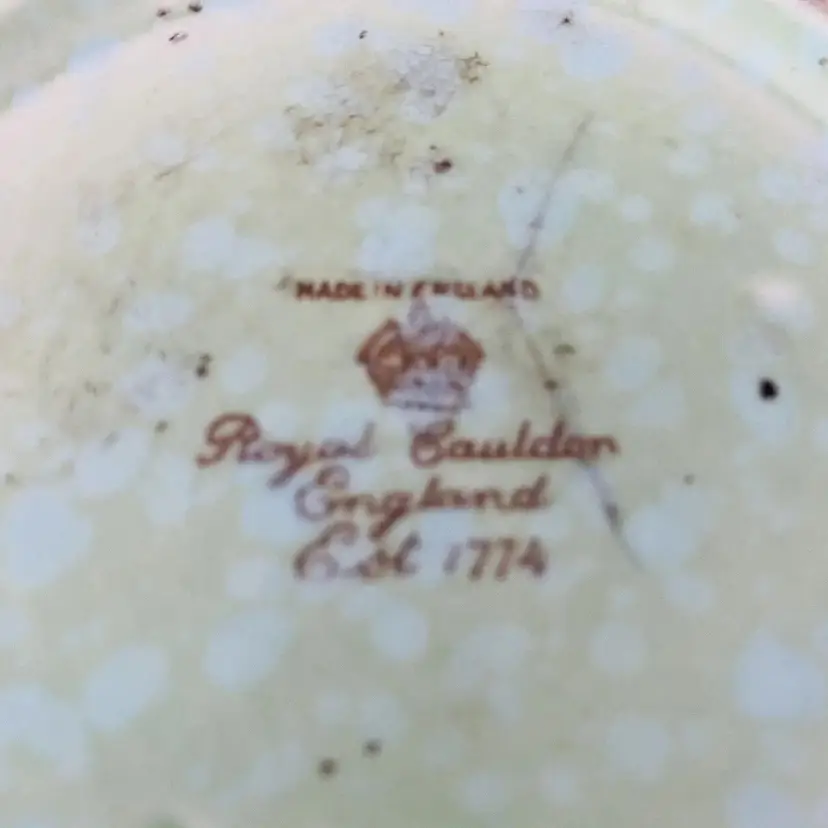 MADE IN ENGLAND
Royal Cauldon
England
Est 1774